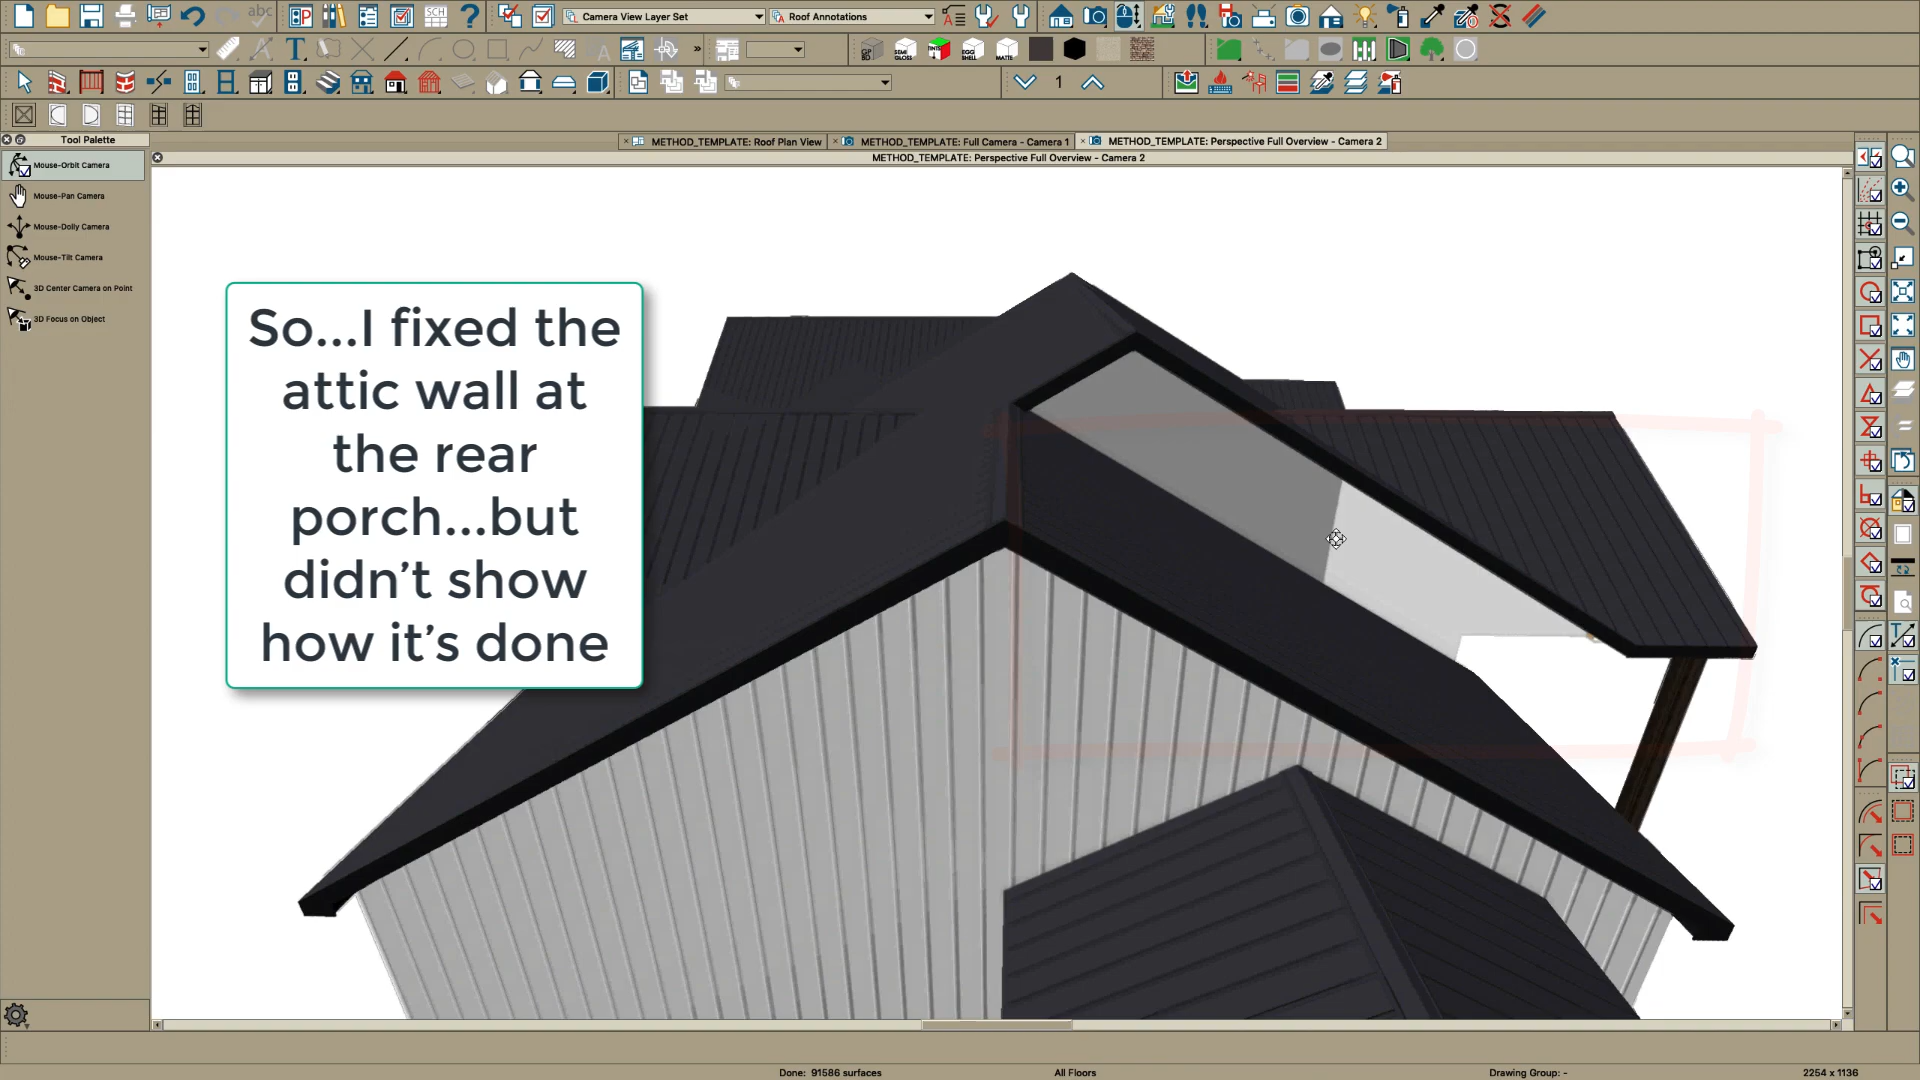 SCH
?
Camera View Layer Set
Roof Annotations
abc
T
A
»
1
Tool Palette
METHOD_TEMPLATE: Roof Plan View
METHOD_TEMPLATE: Full Camera - Camera 1
METHOD_TEMPLATE: Perspective Full Overview - Camera 2
METHOD_TEMPLATE: Perspective Full Overview - Camera 2
Mouse-Orbit Camera
Mouse-Pan Camera
Mouse-Dolly Camera
Mouse-Tilt Camera
3D Center Camera on Point
3D Focus on Object
So...I fixed the
attic wall at
the rear
porch...but
didn’t show
how it’s done
Done: 91586 surfaces
All Floors
Drawing Group: -
2254 x 1136